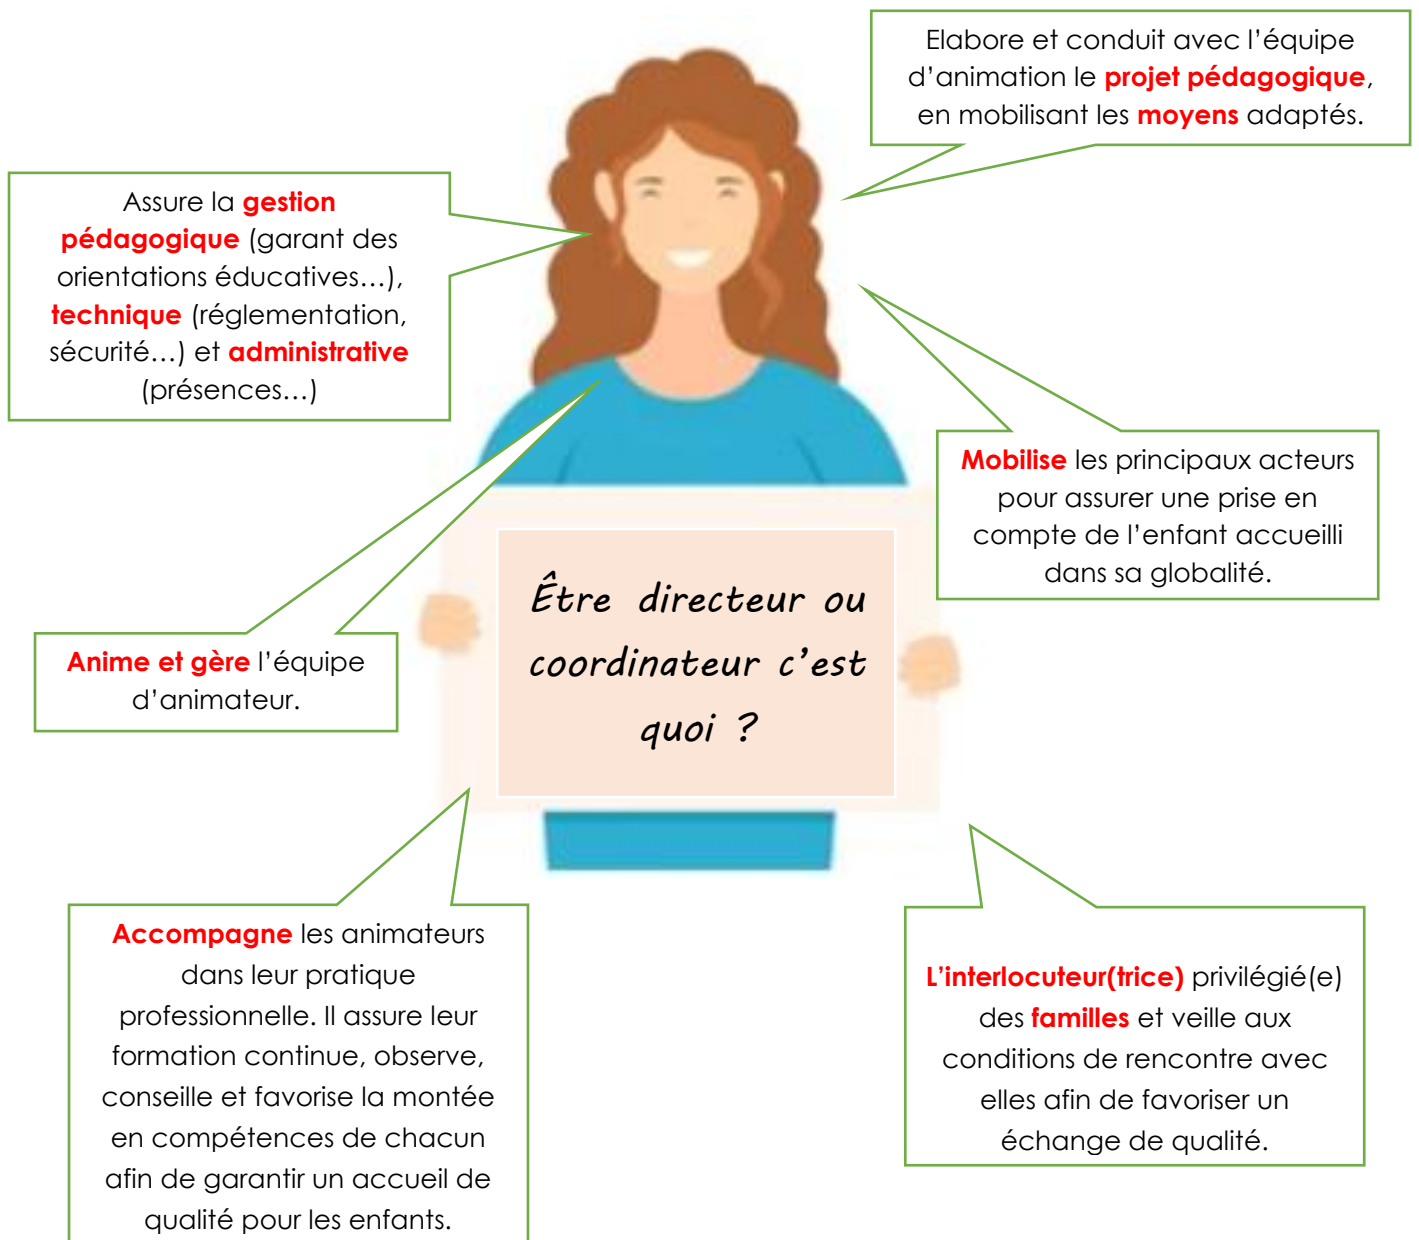 Elabore et conduit avec l’équipe
d’animation le projet pédagogique,
en mobilisant les moyens adaptés.
Assure la gestion
pédagogique (garant des
orientations éducatives…),
technique (réglementation,
sécurité…) et administrative
(présences…)
Mobilise les principaux acteurs
pour assurer une prise en
compte de l’enfant accueilli
dans sa globalité.
Être directeur ou
coordinateur c’est
quoi ?
Anime et gère l’équipe
d’animateur.
Accompagne les animateurs
dans leur pratique
professionnelle. Il assure leur
formation continue, observe,
conseille et favorise la montée
en compétences de chacun
afin de garantir un accueil de
qualité pour les enfants.
L’interlocuteur(trice) privilégié(e)
des familles et veille aux
conditions de rencontre avec
elles afin de favoriser un
échange de qualité.